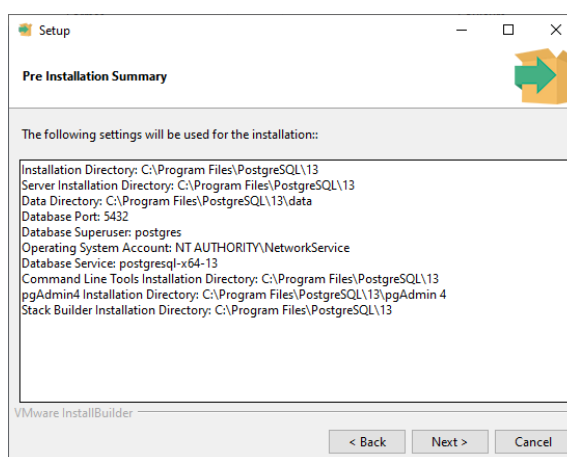 Setup
Pre Installation Summary
The following settings will be used for the installation::
Installation Directory: C:\Program Files\PostgreSQL\13
Server Installation Directory: C:\Program Files\PostgreSQL\13
Data Directory: C:\Program Files\PostgreSQL\13\data
Database Port: 5432
Database Superuser: postgres
Operating System Account: NT AUTHORITY\NetworkService
Database Service: postgresql-x64-13
Command Line Tools Installation Directory: C:\Program Files\PostgreSQL\13
pgAdmin4 Installation Directory: C:\Program Files\PostgreSQL\13\pgAdmin 4
Stack Builder Installation Directory: C:\Program Files\PostgreSQL\13
VMware InstallBuilder
< Back Next > Cancel